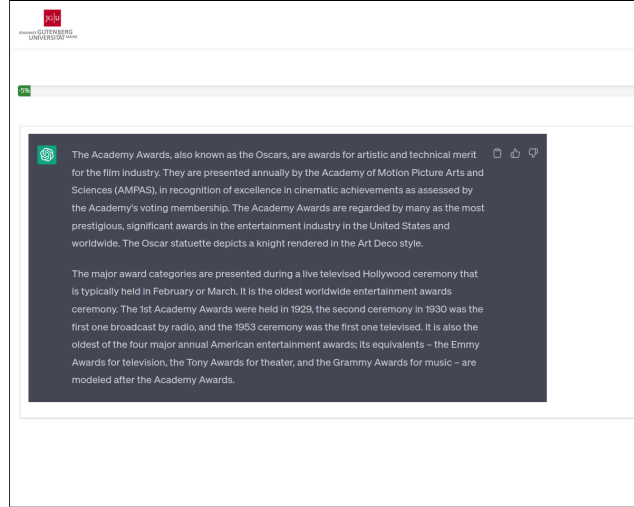 JG|U
JOHANNES GUTENBERG
UNIVERSITÄT MAINZ
5%
The Academy Awards, also known as the Oscars, are awards for artistic and technical merit
for the film industry. They are presented annually by the Academy of Motion Picture Arts and
Sciences (AMPAS), in recognition of excellence in cinematic achievements as assessed by
the Academy's voting membership. The Academy Awards are regarded by many as the most
prestigious, significant awards in the entertainment industry in the United States and
worldwide. The Oscar statuette depicts a knight rendered in the Art Deco style.
The major award categories are presented during a live televised Hollywood ceremony that
is typically held in February or March. It is the oldest worldwide entertainment awards
ceremony. The 1st Academy Awards were held in 1929, the second ceremony in 1930 was the
first one broadcast by radio, and the 1953 ceremony was the first one televised. It is also the
oldest of the four major annual American entertainment awards; its equivalents – the Emmy
Awards for television, the Tony Awards for theater, and the Grammy Awards for music – are
modeled after the Academy Awards.